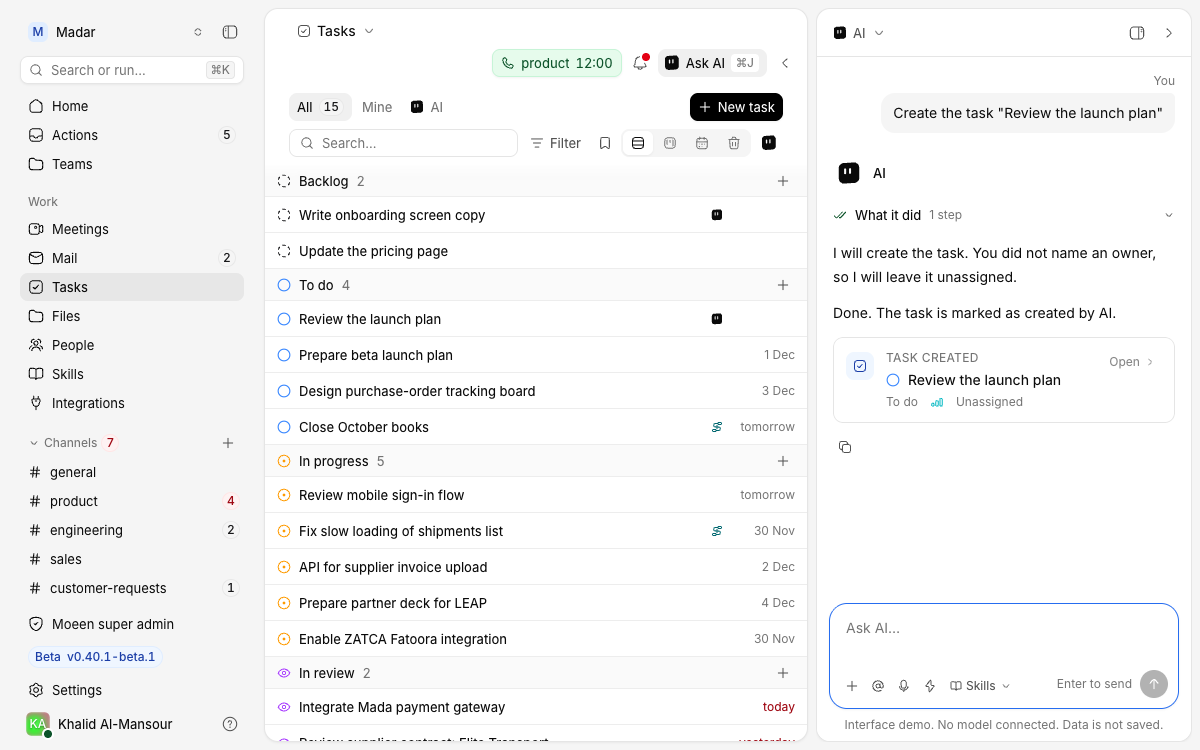 M Madar
Search or run... ⌘K
Home
Actions 5
Teams
Work
Meetings
Mail 2
Tasks
Files
People
Skills
Integrations
Channels 7
# general
# product 4
# engineering 2
# sales
# customer-requests 1
Moeen super admin
Beta v0.40.1-beta.1
Settings
KA Khalid Al-Mansour
Tasks
product 12:00
Ask AI ⌘J
All 15 Mine AI
New task
Search...
Filter
Backlog 2
Write onboarding screen copy
Update the pricing page
To do 4
Review the launch plan
Prepare beta launch plan 1 Dec
Design purchase-order tracking board 3 Dec
Close October books tomorrow
In progress 5
Review mobile sign-in flow tomorrow
Fix slow loading of shipments list 30 Nov
API for supplier invoice upload 2 Dec
Prepare partner deck for LEAP 4 Dec
Enable ZATCA Fatoora integration 30 Nov
In review 2
Integrate Mada payment gateway today
Review supplier contract: Elite Transport yesterday
AI
You
Create the task "Review the launch plan"
AI
What it did 1 step
I will create the task. You did not name an owner,
so I will leave it unassigned.
Done. The task is marked as created by AI.
TASK CREATED
Open
Review the launch plan
To do Unassigned
Ask AI...
Skills
Enter to send
Interface demo. No model connected. Data is not saved.